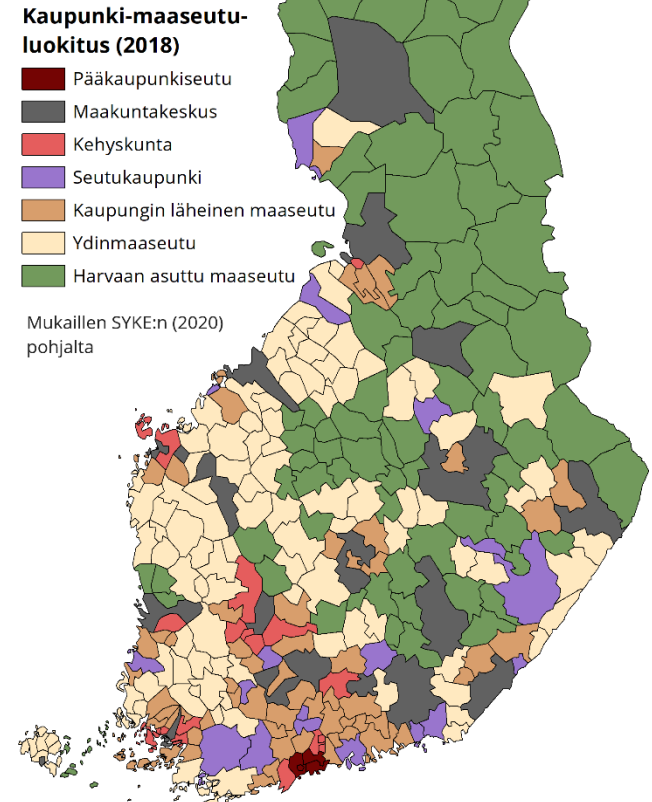 Kaupunki-maaseutu-
luokitus (2018)
Pääkaupunkiseutu
Maakuntakeskus
Kehyskunta
Seutukaupunki
Kaupungin läheinen maaseutu
Ydinmaaseutu
Harvaan asuttu maaseutu
Mukaillen SYKE:n (2020)
pohjalta